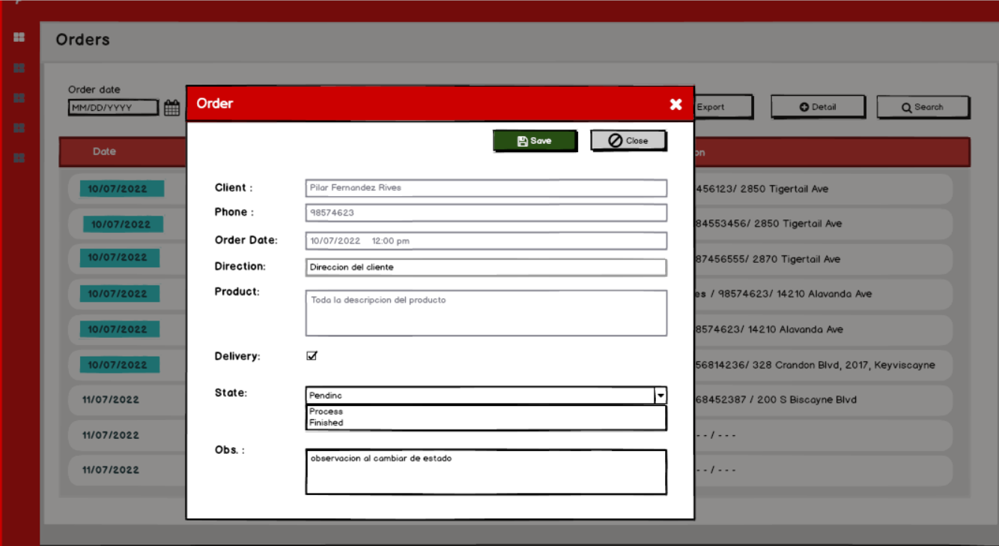 Orders
Order date
MM/DD/YYYY
Export
Detail
Search
Date
on
10/07/2022
456123/ 2850 Tigertail Ave
10/07/2022
84553456/ 2850 Tigertail Ave
10/07/2022
87456555/ 2870 Tigertail Ave
10/07/2022
es / 98574623/ 14210 Alavanda Ave
10/07/2022
8574623/ 14210 Alavanda Ave
10/07/2022
56814236/ 328 Crandon Blvd, 2017, Keyviscayne
11/07/2022
68452387 / 200 S Biscayne Blvd
11/07/2022
- - / - - -
11/07/2022
- - / - - -
Order
Save
Close
Client :
Pilar Fernandez Rives
Phone :
98574623
Order Date:
10/07/2022 12:00 pm
Direction:
Direccion del cliente
Product:
Toda la descripcion del producto
Delivery:
State:
Pendinc
Process
Finished
Obs. :
observacion al cambiar de estado